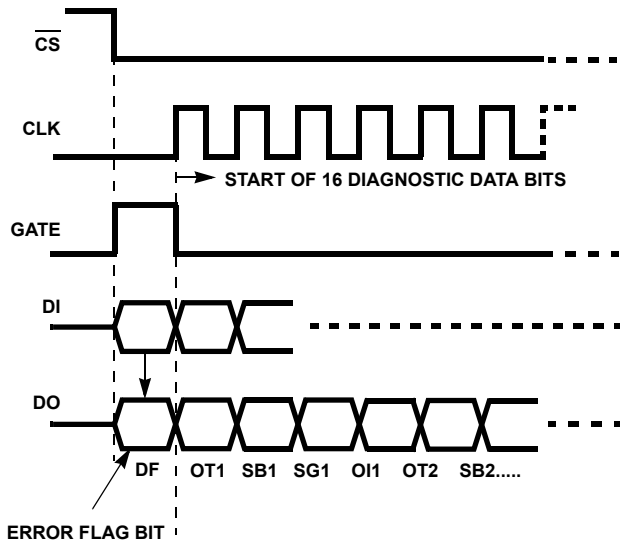 CS
CLK
START OF 16 DIAGNOSTIC DATA BITS
GATE
DI
DO
DF OT1 SB1 SG1 OI1 OT2 SB2.....
ERROR FLAG BIT